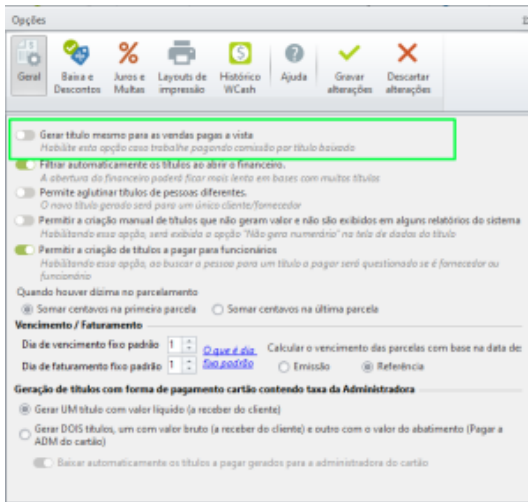 Opções
Geral
Baixa e Descontos
Juros e Multas
Layouts de impressão
Histórico WCash
Ajuda
Gravar alterações
Descartar alterações
Gerar título mesmo para as vendas pagas a vista
Habilite esta opção caso trabalhe pagando comissão por título baixado
Filtrar automaticamente os títulos ao abrir o financeiro.
A abertura do financeiro poderá ficar mais lenta em bases com muitos títulos
Permite aglutinar títulos de pessoas diferentes.
O novo título gerado será para um único cliente/fornecedor
Permitir a criação manual de títulos que não geram valor e não são exibidos em alguns relatórios do sistema
Habilitando essa opção, será exibida a opção "Não gera numerário" na tela de dados do título
Permitir a criação de títulos a pagar para funcionários
Habilitando essa opção, ao buscar a pessoa para um título a pagar será questionado se é fornecedor ou
funcionário
Quando houver dízima no parcelamento
Somar centavos na primeira parcela Somar centavos na última parcela
Vencimento / Faturamento
Dia de vencimento fixo padrão 1 O que é dia fixo padrão Calcular o vencimento das parcelas com base na data de:
Dia de faturamento fixo padrão 1 Emissão Referência
Geração de títulos com forma de pagamento cartão contendo taxa da Administradora
Gerar UM título com valor líquido (a receber do cliente)
Gerar DOIS títulos, um com valor bruto (a receber do cliente) e outro com o valor do abatimento (Pagar a
ADM do cartão)
Baixar automaticamente os títulos a pagar gerados para a administradora do cartão